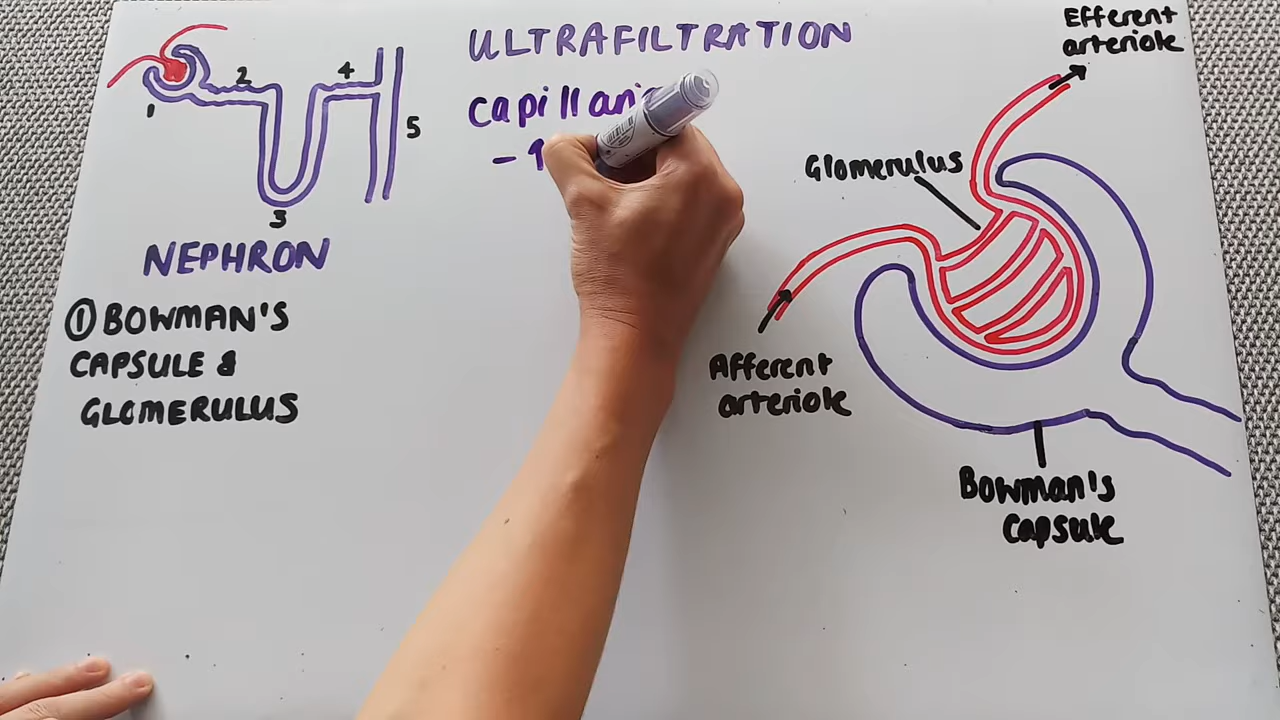 1
2
3
4
5
NEPHRON
① BOWMAN'S
CAPSULE &
GLOMERULUS
ULTRAFILTRATION
-
Efferent
arteriole
Glomerulus
Afferent
arteriole
Bowman's
capsule